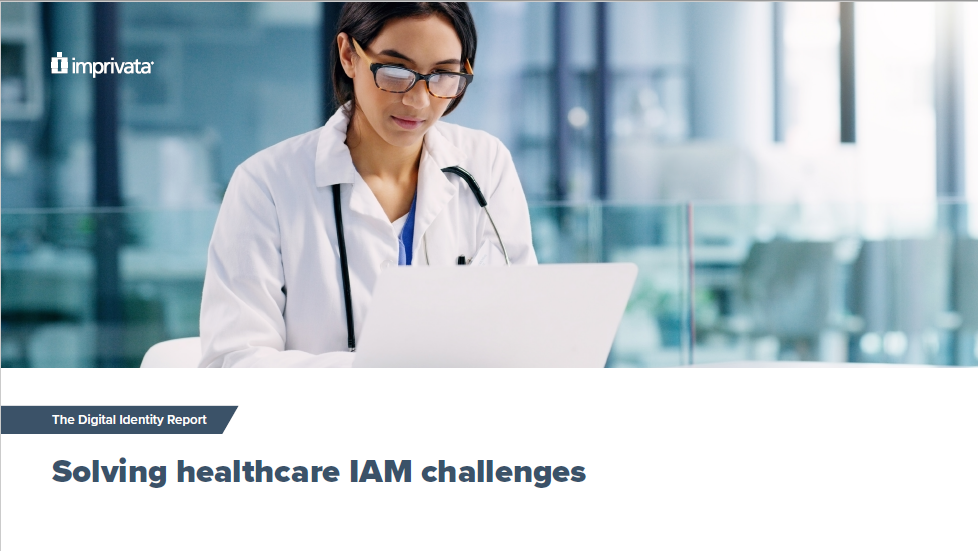 imprivata
The Digital Identity Report
Solving healthcare IAM challenges